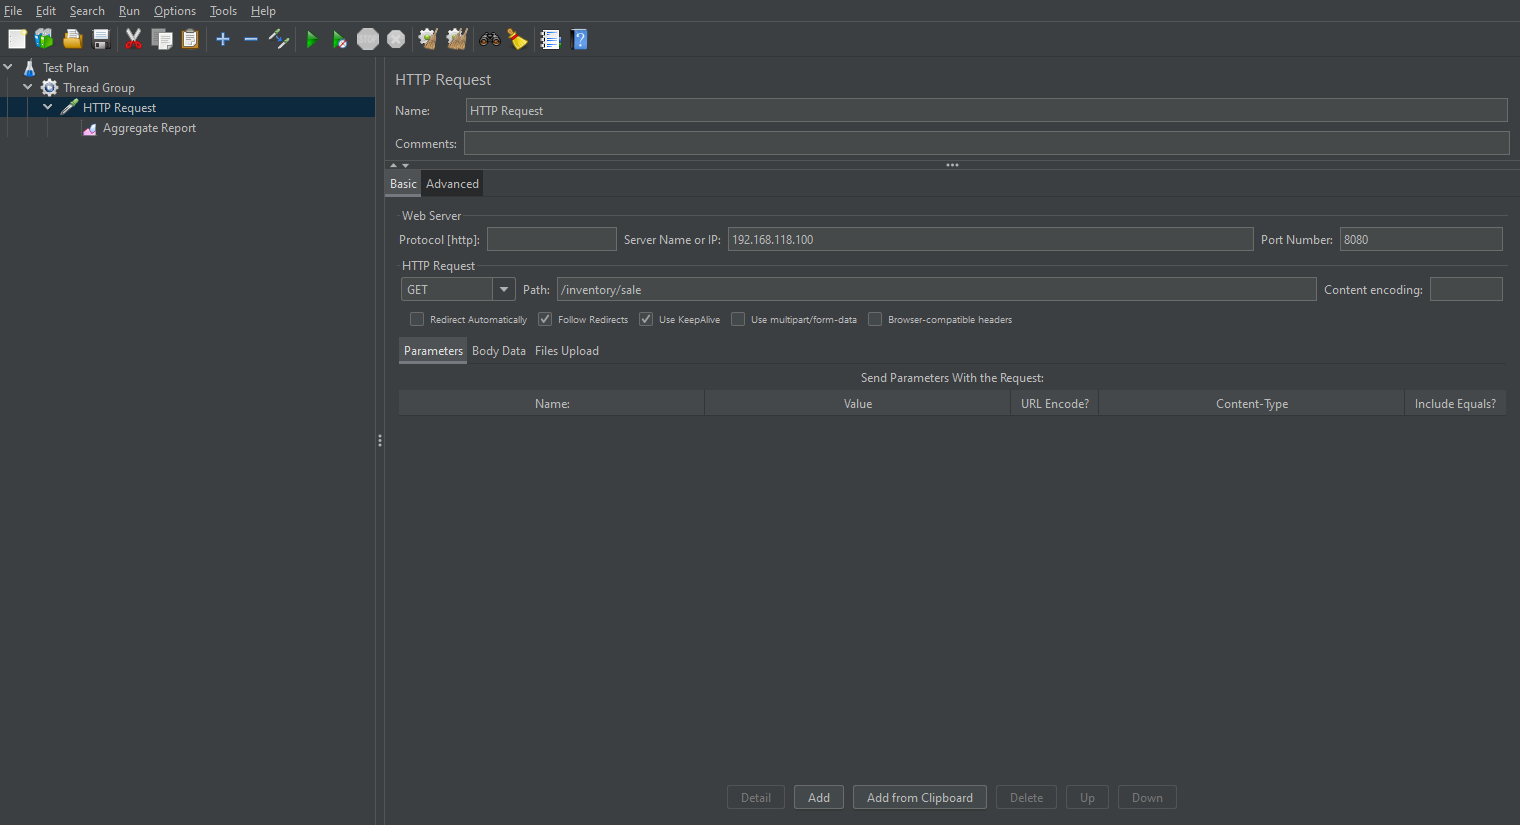 File Edit Search Run Options Tools Help
Test Plan
Thread Group
HTTP Request
Aggregate Report
HTTP Request
Name: HTTP Request
Comments:
Basic Advanced
Web Server
Protocol [http]: Server Name or IP: 192.168.118.100 Port Number: 8080
HTTP Request
GET Path: /inventory/sale Content encoding:
Redirect Automatically Follow Redirects Use KeepAlive Use multipart/form-data Browser-compatible headers
Parameters Body Data Files Upload
Send Parameters With the Request:
Name: Value URL Encode? Content-Type Include Equals?
Detail Add Add from Clipboard Delete Up Down